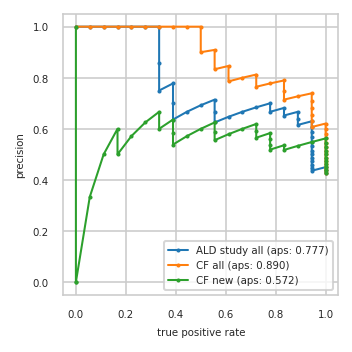 1.0
0.8
0.6
0.4
0.2
0.0
precision
ALD study all (aps: 0.777)
CF all (aps: 0.890)
CF new (aps: 0.572)
0.0 0.2 0.4 0.6 0.8 1.0
true positive rate